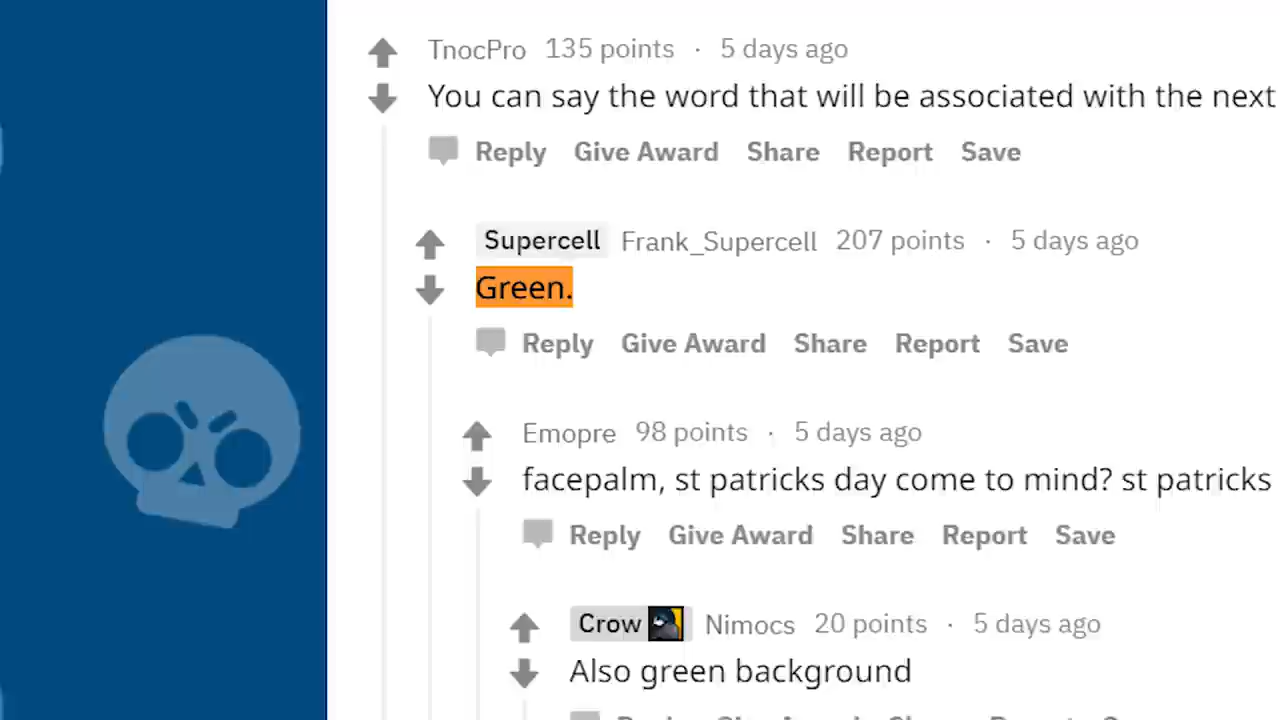 TnocPro 135 points · 5 days ago
You can say the word that will be associated with the next
Reply Give Award Share Report Save
Supercell Frank_Supercell 207 points · 5 days ago
Green.
Reply Give Award Share Report Save
Emopre 98 points · 5 days ago
facepalm, st patricks day come to mind? st patricks
Reply Give Award Share Report Save
Crow Nimocs 20 points · 5 days ago
Also green background